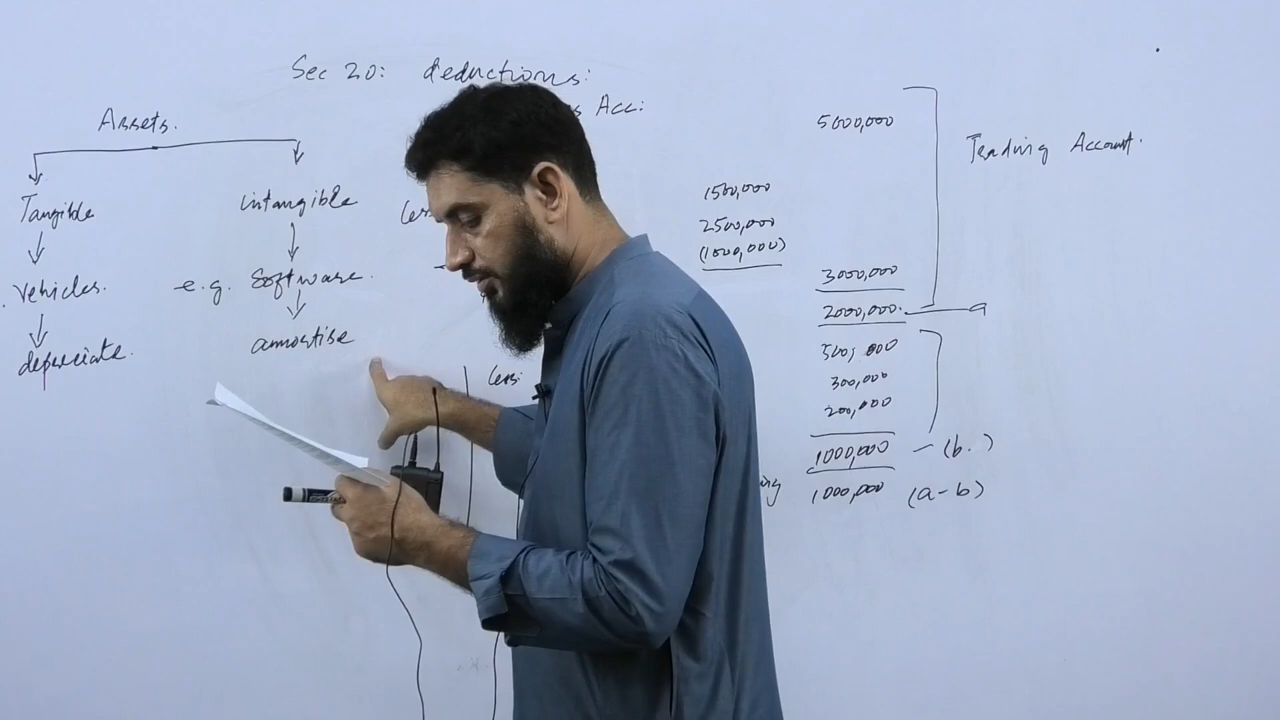 Sec 20: deductions:
Acc:
Assets.
Tangible
intangible
Vehicles.
e.g. Software.
depreciate.
amortise
Less:
5000,000
1500,000
2500,000
(1000,000)
3000,000
2000,000. a
Trading Account.
500,000
300,000
200,000
1000,000 - (b.)
1000,000 (a-b)